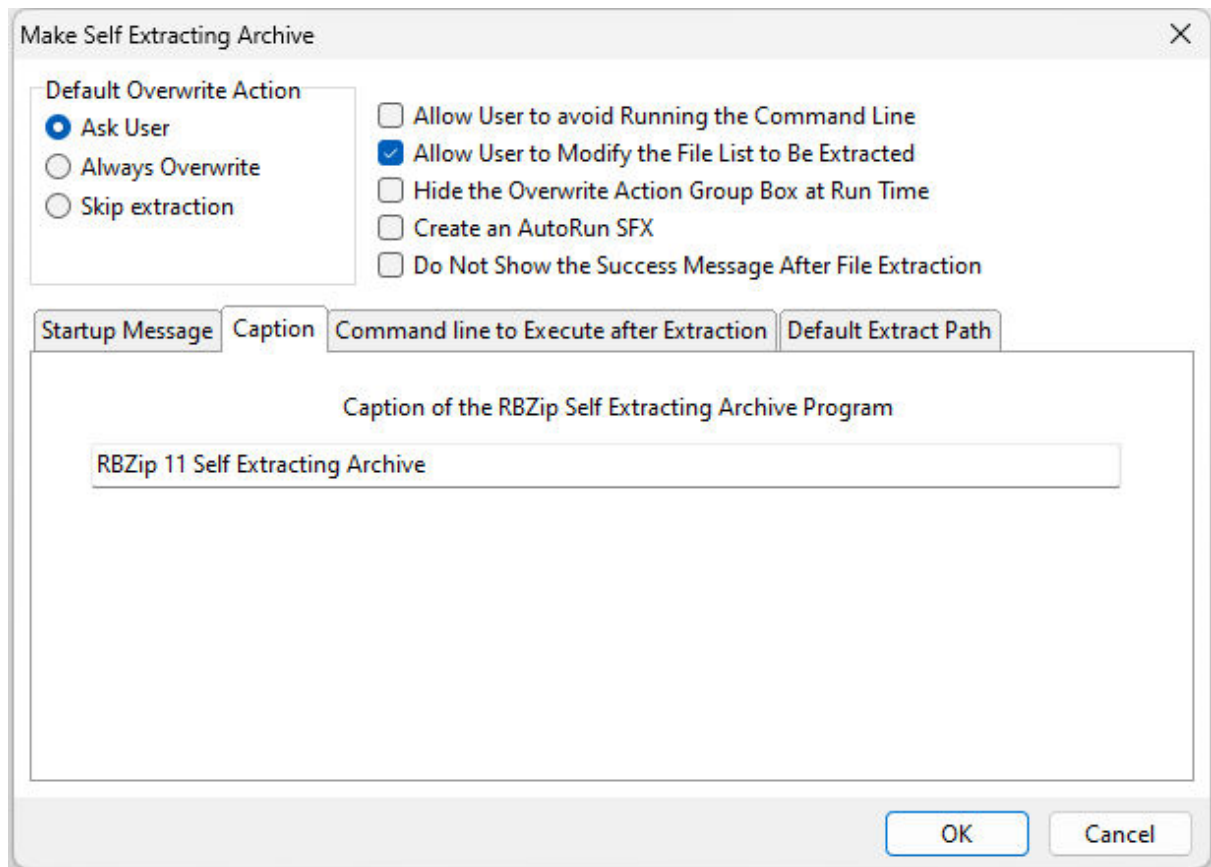 Make Self Extracting Archive
Default Overwrite Action
Ask User
Always Overwrite
Skip extraction
Allow User to avoid Running the Command Line
Allow User to Modify the File List to Be Extracted
Hide the Overwrite Action Group Box at Run Time
Create an AutoRun SFX
Do Not Show the Success Message After File Extraction
Startup Message Caption Command line to Execute after Extraction Default Extract Path
Caption of the RBZip Self Extracting Archive Program
RBZip 11 Self Extracting Archive
OK Cancel